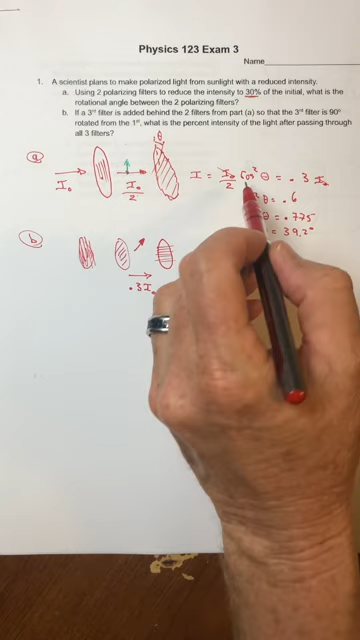 Physics 123 Exam 3
Name
1. A scientist plans to make polarized light from sunlight with a reduced intensity.
a. Using 2 polarizing filters to reduce the intensity to 30% of the initial, what is the
rotational angle between the 2 polarizing filters?
b. If a 3rd filter is added behind the 2 filters from part (a) so that the 3rd filter is 90°
rotated from the 1st, what is the percent intensity of the light after passing through
all 3 filters?
(a) I₀ I₀/2 θ I = I₀/2 cos² θ = .3 I₀
² θ = .6
θ = .775
= 39.2°
(b)
.3 I₀